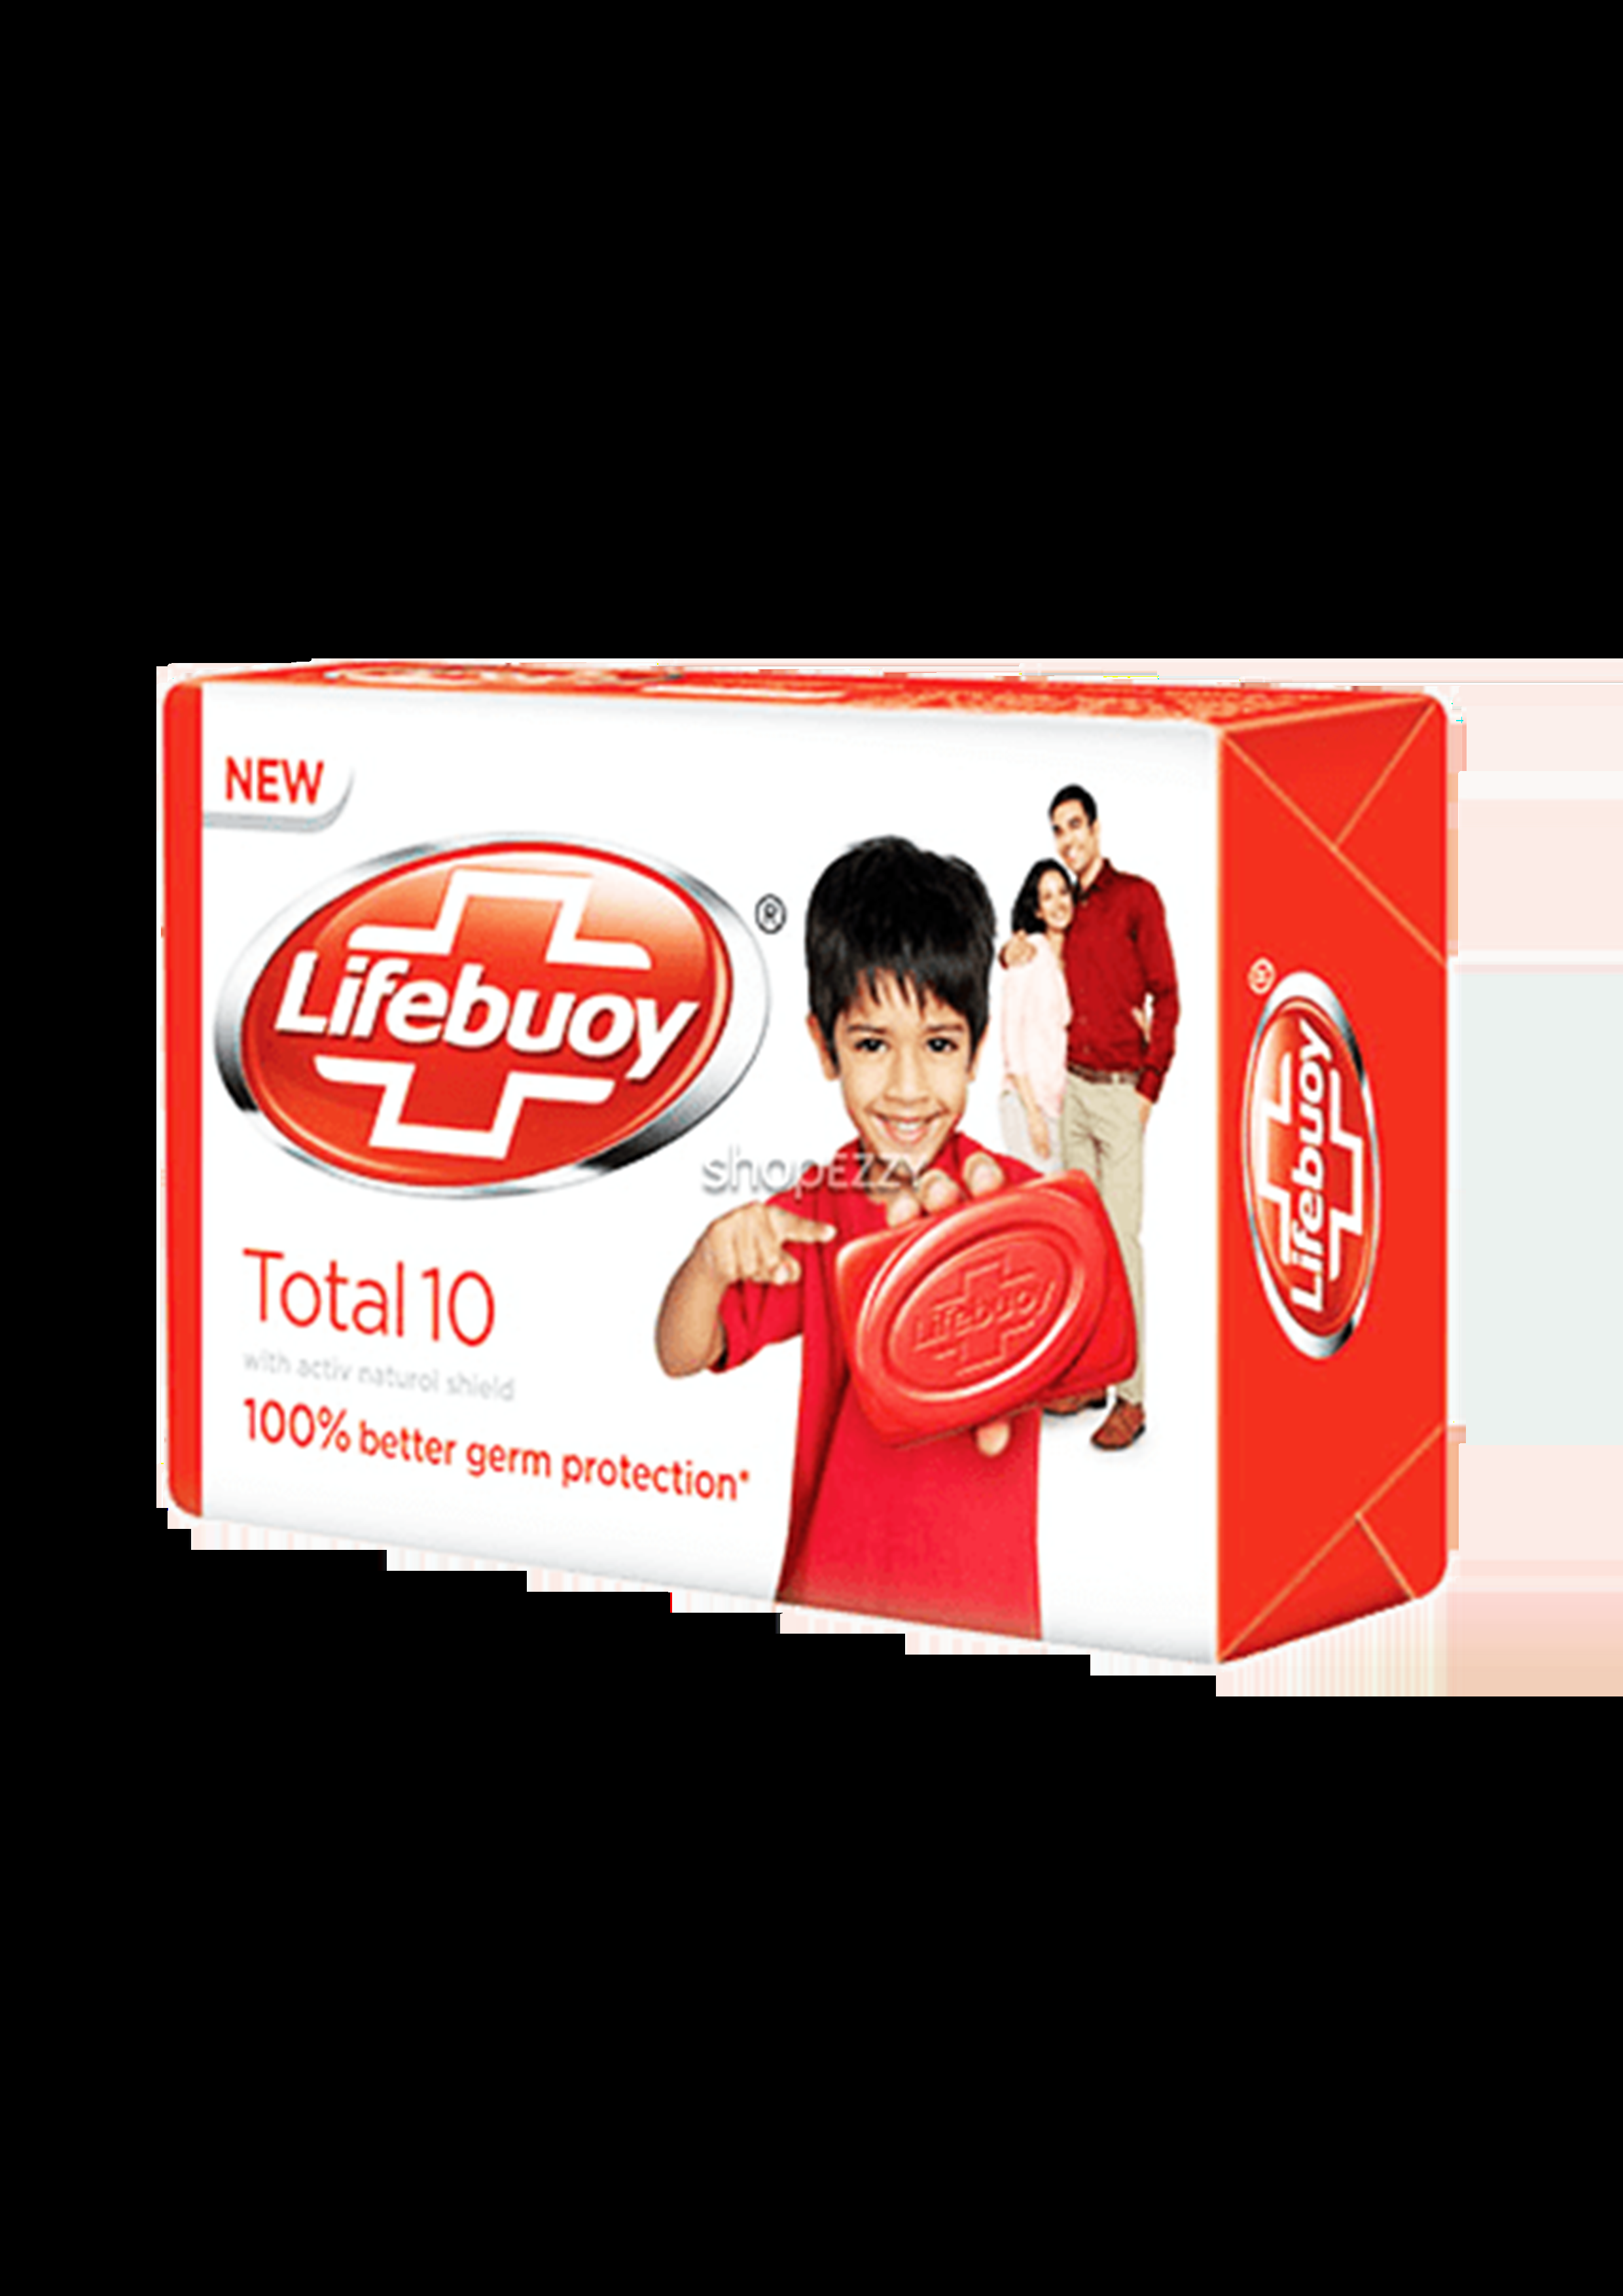 NEW
Lifebuoy
®
shopEZZY
Total 10
with activ naturol shield
100% better germ protection*
Lifebuoy
®
Lifebuoy